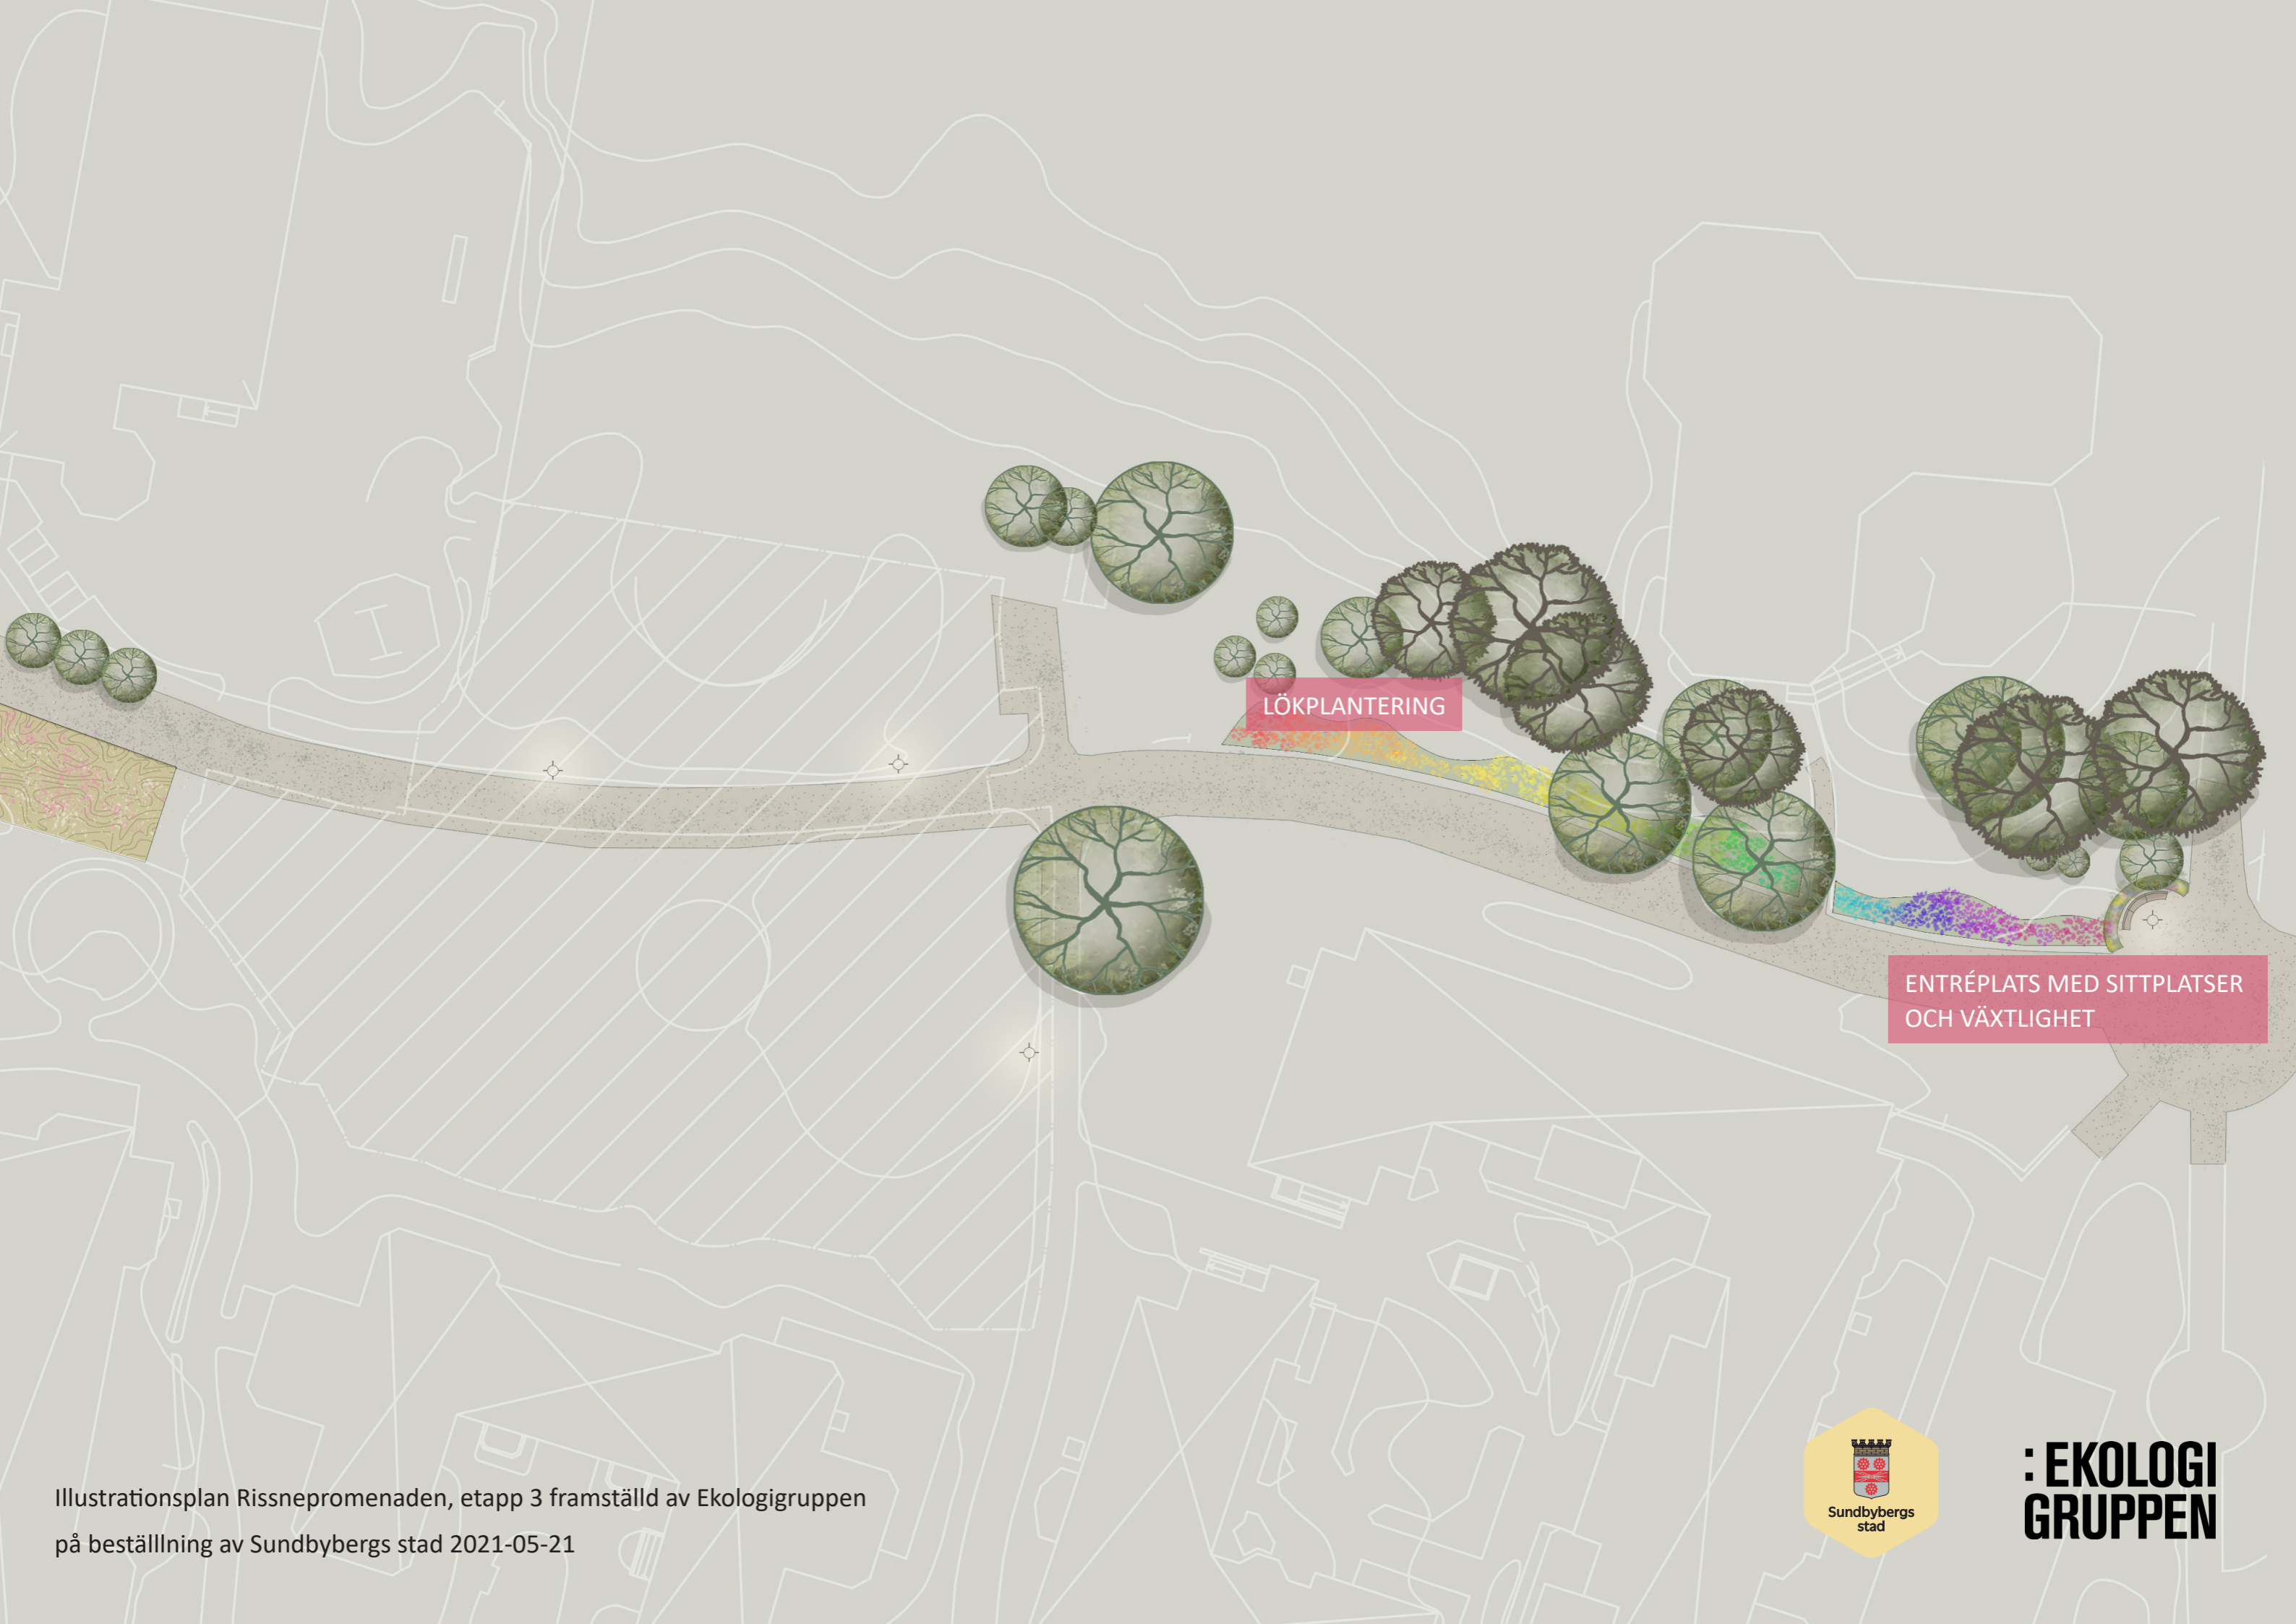 LÖKPLANTERING
ENTRÉPLATS MED SITTPLATSER
OCH VÄXTLIGHET
Illustrationsplan Rissnepromenaden, etapp 3 framställd av Ekologigruppen
på beställlning av Sundbybergs stad 2021-05-21
Sundbybergs
stad
:EKOLOGI
GRUPPEN